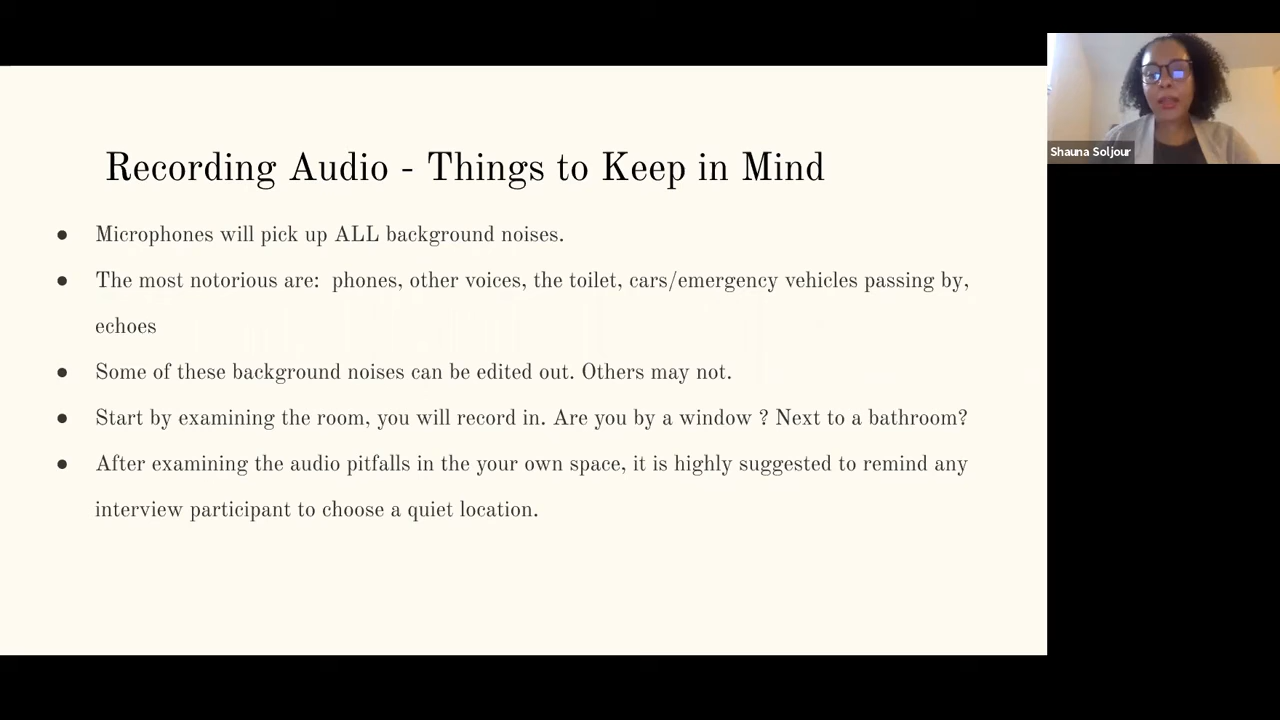 Recording Audio - Things to Keep in Mind
● Microphones will pick up ALL background noises.
● The most notorious are:  phones, other voices, the toilet, cars/emergency vehicles passing by,
echoes
● Some of these background noises can be edited out. Others may not.
● Start by examining the room, you will record in. Are you by a window ? Next to a bathroom?
● After examining the audio pitfalls in the your own space, it is highly suggested to remind any
interview participant to choose a quiet location.
Shauna Soljour